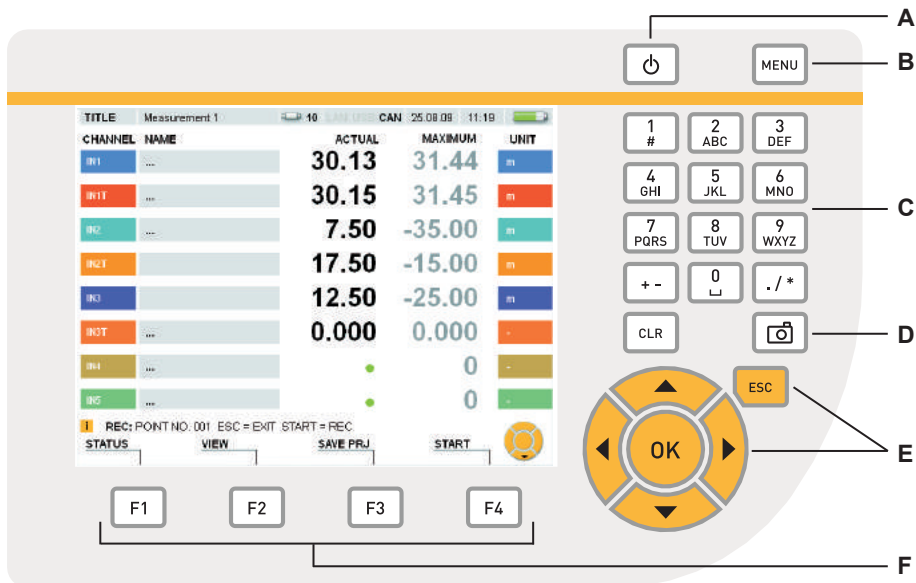 A
B
MENU
TITLE Measurement 1 10 LAN USB CAN 25.08.09 11:19
CHANNEL NAME ACTUAL MAXIMUM UNIT
IN1 ... 30.13 31.44 m
IN1T ... 30.15 31.45 m
IN2 ... 7.50 -35.00 m
IN2T 17.50 -15.00 m
IN3 12.50 -25.00 m
IN3T ... 0.000 0.000 -
IN4 ... 0 -
IN5 ... 0 -
! REC: POINT NO. 001 ESC = EXIT START = REC
STATUS VIEW SAVE PRJ START
1 2 3
# ABC DEF
4 5 6
GHI JKL MNO
7 8 9
PQRS TUV WXYZ
C
+ - 0 . / *
CLR
D
ESC
OK
E
F1 F2 F3 F4
F